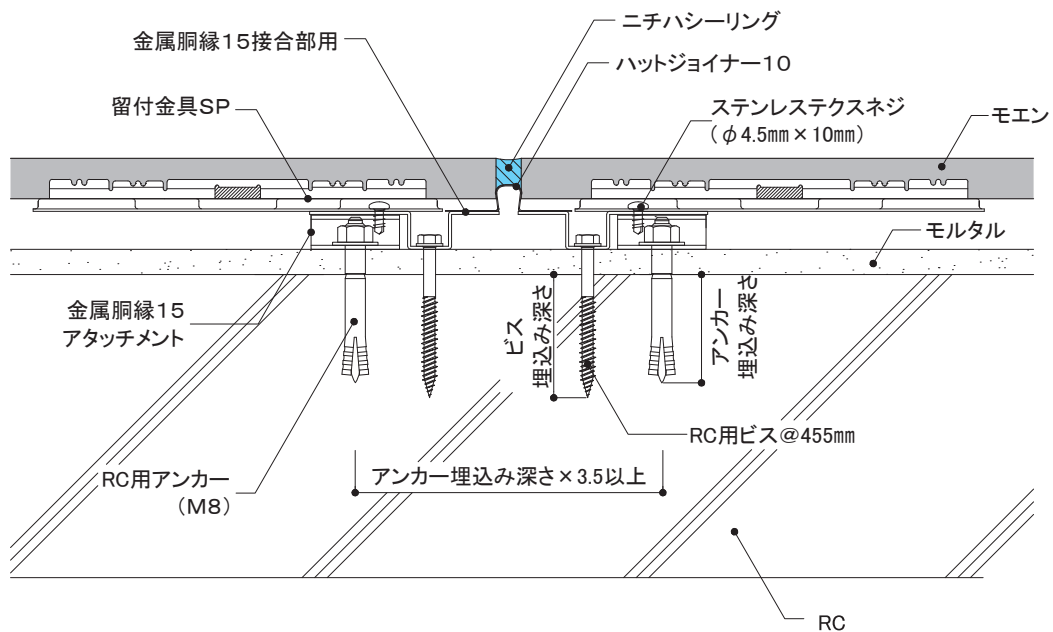 ニチハシーリング
金属胴縁15接合部用
ハットジョイナー10
留付金具SP
ステンレステクスネジ
(φ4.5mm×10mm)
モエン
モルタル
金属胴縁15
アタッチメント
ビス
埋込み深さ
アンカー
埋込み深さ
RC用ビス@455mm
RC用アンカー
(M8)
アンカー埋込み深さ×3.5以上
RC